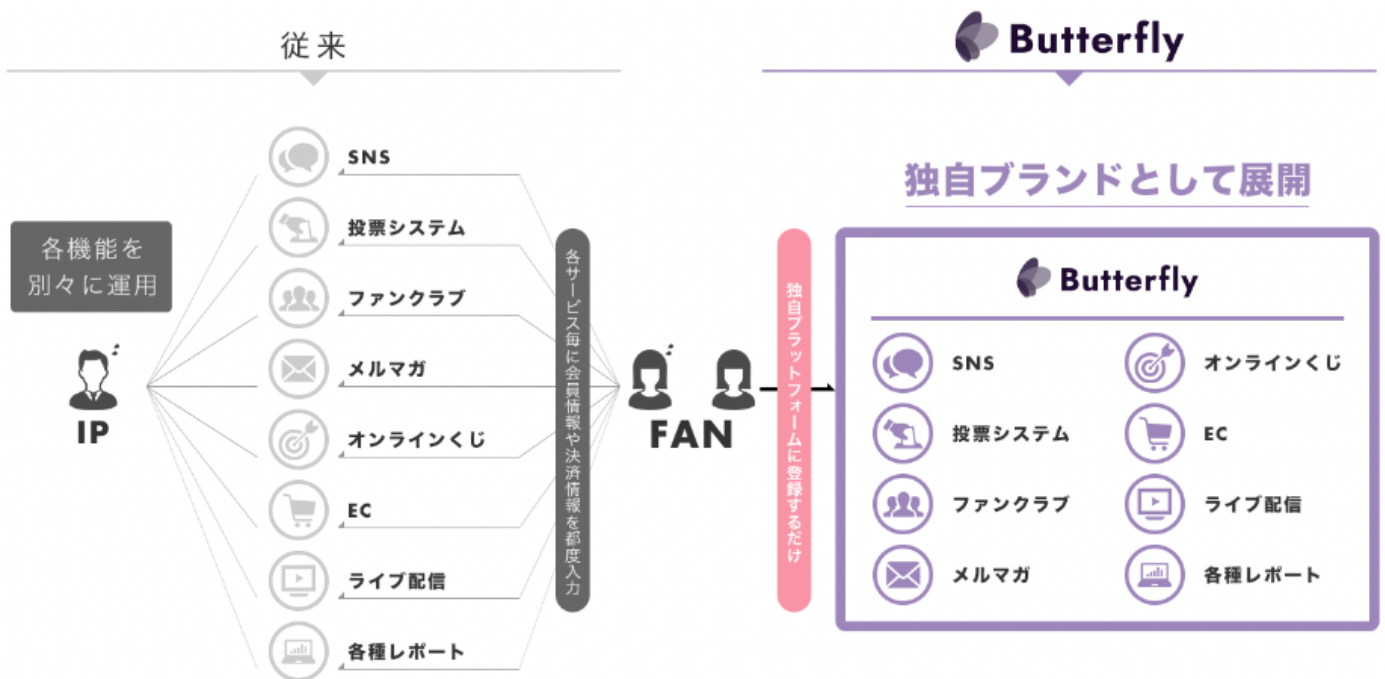 従来
各機能を
別々に運用
IP
SNS
投票システム
ファンクラブ
メルマガ
オンラインくじ
EC
ライブ配信
各種レポート
各サービス毎に会員情報や決済情報を都度入力
FAN
独自プラットフォームに登録するだけ
Butterfly
独自ブランドとして展開
Butterfly
SNS
投票システム
ファンクラブ
メルマガ
オンラインくじ
EC
ライブ配信
各種レポート